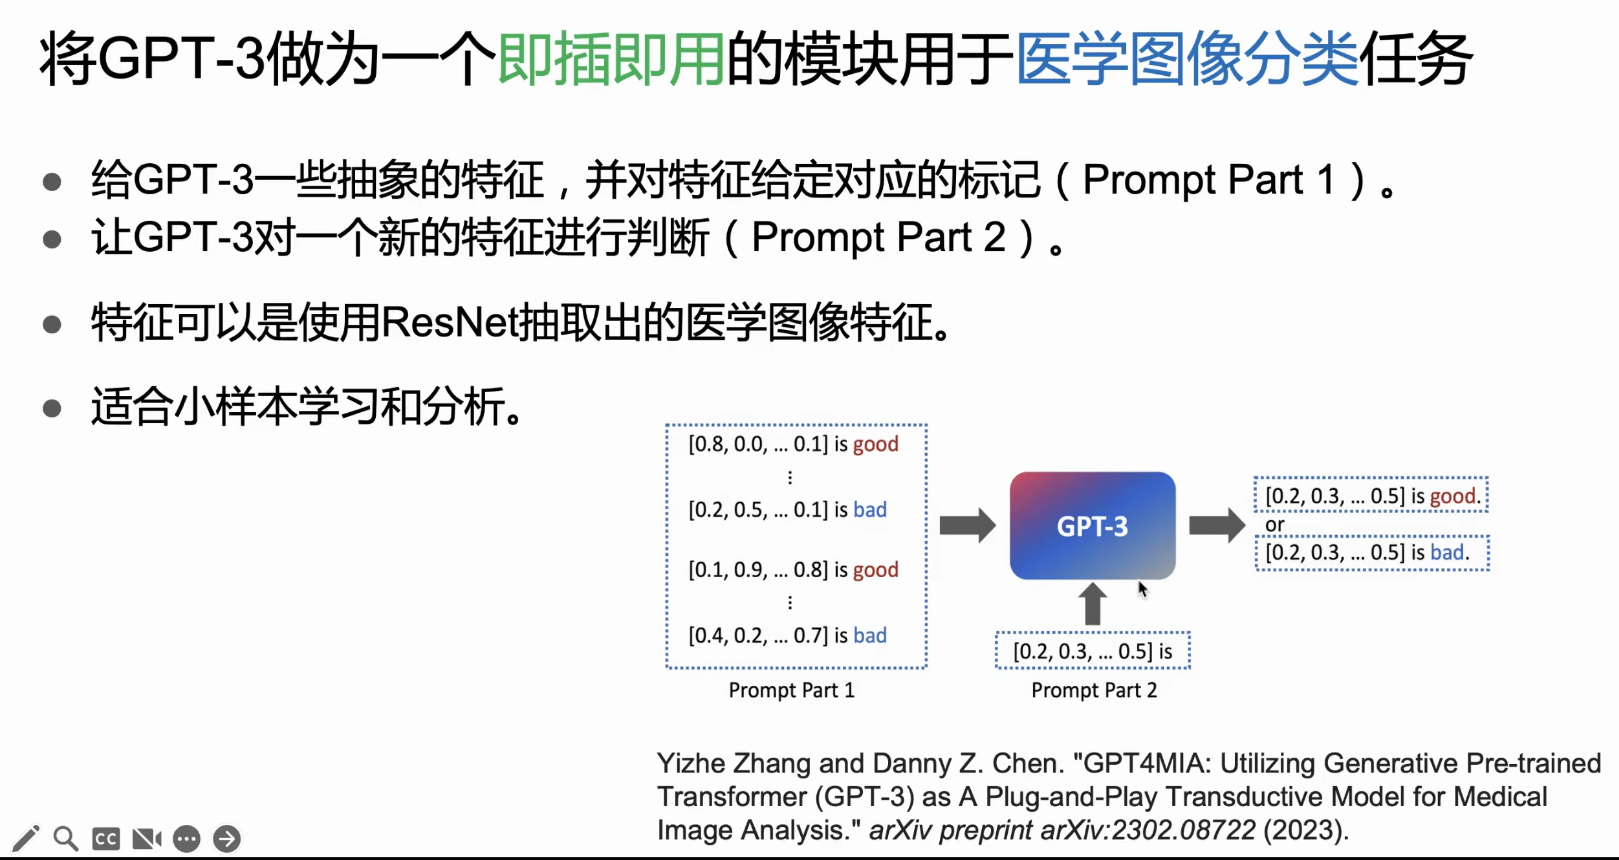 将GPT-3做为一个即插即用的模块用于医学图像分类任务
● 给GPT-3一些抽象的特征，并对特征给定对应的标记（Prompt Part 1）。
● 让GPT-3对一个新的特征进行判断（Prompt Part 2）。
● 特征可以是使用ResNet抽取出的医学图像特征。
● 适合小样本学习和分析。
[0.8, 0.0, ... 0.1] is good
⋮
[0.2, 0.5, ... 0.1] is bad
[0.1, 0.9, ... 0.8] is good
⋮
[0.4, 0.2, ... 0.7] is bad
Prompt Part 1
GPT-3
[0.2, 0.3, ... 0.5] is
Prompt Part 2
[0.2, 0.3, ... 0.5] is good.
or
[0.2, 0.3, ... 0.5] is bad.
Yizhe Zhang and Danny Z. Chen. "GPT4MIA: Utilizing Generative Pre-trained
Transformer (GPT-3) as A Plug-and-Play Transductive Model for Medical
Image Analysis." arXiv preprint arXiv:2302.08722 (2023).
CC